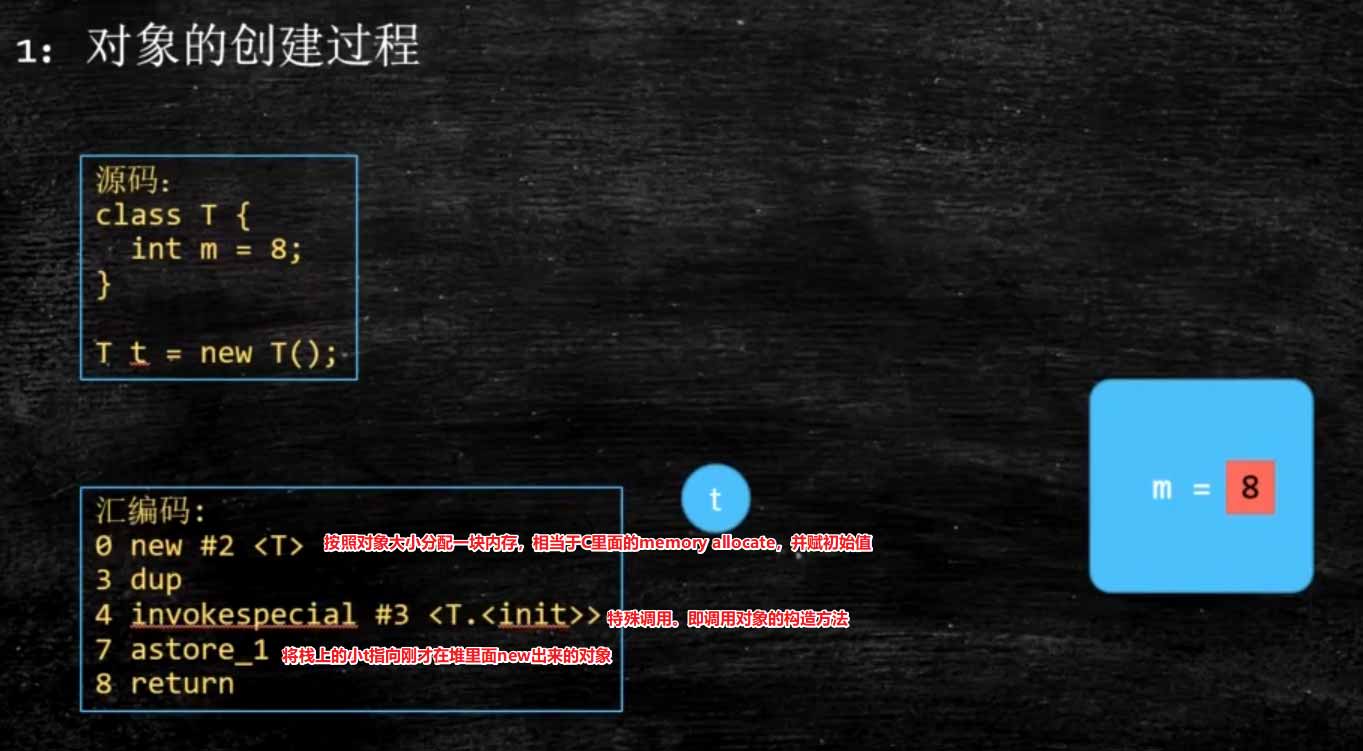 1: 对象的创建过程
源码:
class T {
int m = 8;
}
T t = new T();
汇编码:
0 new #2 <T>
按照对象大小分配一块内存，相当于C里面的memory allocate，并赋初始值
3 dup
4 invokespecial #3 <T.<init>>
特殊调用。即调用对象的构造方法
7 astore_1
将栈上的小t指向刚才在堆里面new出来的对象
8 return
t
m = 8